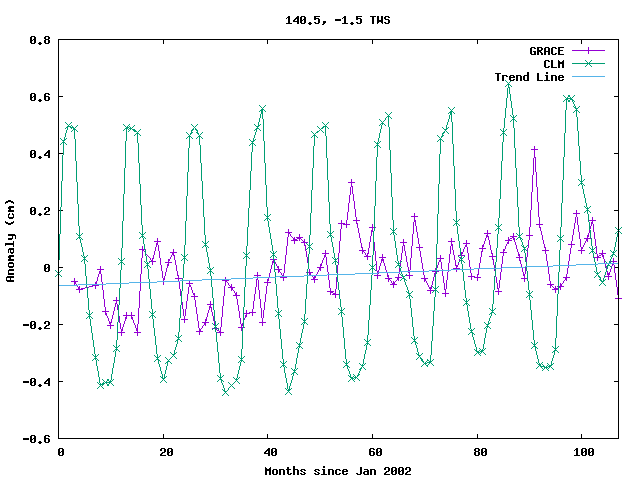 140.5, -1.5 TWS
GRACE
CLM
Trend Line
Anomaly (cm)
0.8
0.6
0.4
0.2
0
-0.2
-0.4
-0.6
0 20 40 60 80 100
Months since Jan 2002